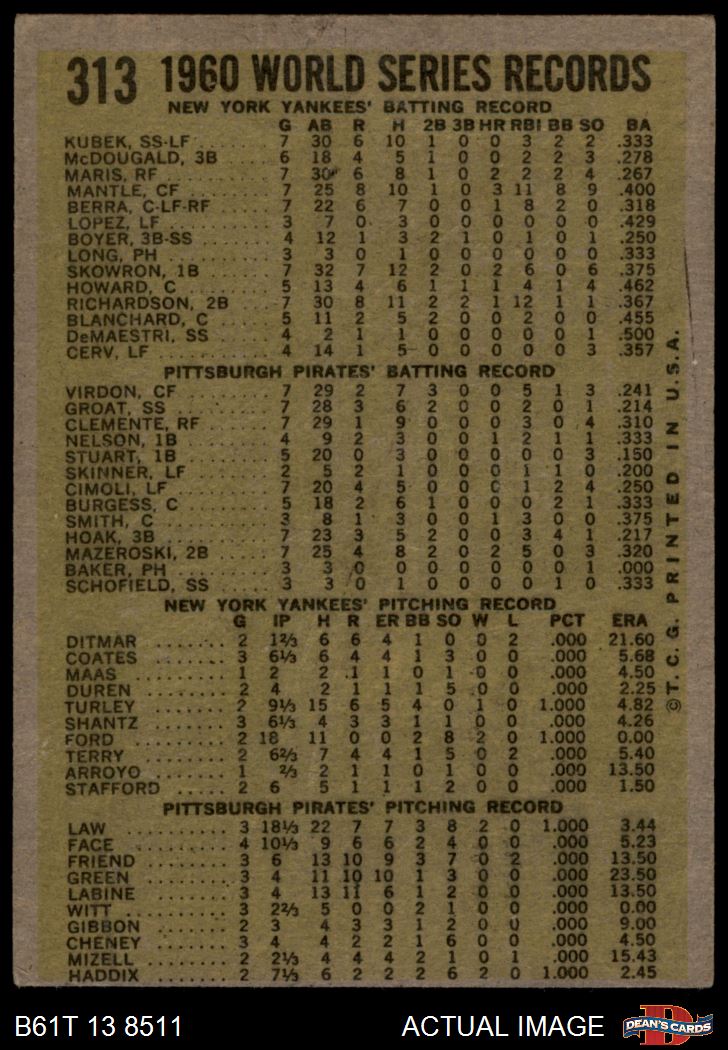 313 1960 WORLD SERIES RECORDS
NEW YORK YANKEES' BATTING RECORD
G AB R H 2B 3B HR RBI BB SO BA
KUBEK, SS-LF 7 30 6 10 1 0 0 3 2 2 .333
McDOUGALD, 3B 6 18 4 5 1 0 0 2 2 3 .278
MARIS, RF 7 30 6 8 1 0 2 2 2 4 .267
MANTLE, CF 7 25 8 10 1 0 3 11 8 9 .400
BERRA, C-LF-RF 7 22 6 7 0 0 1 8 2 0 .318
LOPEZ, LF 3 7 0 3 0 0 0 0 0 0 .429
BOYER, 3B-SS 4 12 1 3 2 1 0 1 0 1 .250
LONG, PH 3 3 0 1 0 0 0 0 0 0 .333
SKOWRON, 1B 7 32 7 12 2 0 2 6 0 6 .375
HOWARD, C 5 13 4 6 1 1 1 4 1 4 .462
RICHARDSON, 2B 7 30 8 11 2 2 1 12 1 1 .367
BLANCHARD, C 5 11 2 5 2 0 0 2 0 0 .455
DeMAESTRI, SS 4 2 1 1 0 0 0 0 0 1 .500
CERV, LF 4 14 1 5 0 0 0 0 0 3 .357
PITTSBURGH PIRATES' BATTING RECORD
VIRDON, CF 7 29 2 7 3 0 0 5 1 3 .241
GROAT, SS 7 28 3 6 2 0 0 2 0 1 .214
CLEMENTE, RF 7 29 1 9 0 0 0 3 0 4 .310
NELSON, 1B 4 9 2 3 0 0 1 2 1 1 .333
STUART, 1B 5 20 0 3 0 0 0 0 0 3 .150
SKINNER, LF 2 5 2 1 0 0 0 1 1 0 .200
CIMOLI, LF 7 20 4 5 0 0 0 1 2 4 .250
BURGESS, C 5 18 2 6 1 0 0 0 2 1 .333
SMITH, C 3 8 1 3 0 0 1 3 0 0 .375
HOAK, 3B 7 23 3 5 2 0 0 3 4 1 .217
MAZEROSKI, 2B 7 25 4 8 2 0 2 5 0 3 .320
BAKER, PH 3 3 0 0 0 0 0 0 0 1 .000
SCHOFIELD, SS 3 3 0 1 0 0 0 0 1 0 .333
NEW YORK YANKEES' PITCHING RECORD
G IP H R ER BB SO W L PCT ERA
DITMAR 2 1⅔ 6 6 4 1 0 0 2 .000 21.60
COATES 3 6⅓ 6 4 4 1 3 0 0 .000 5.68
MAAS 1 2 2 1 1 0 1 0 0 .000 4.50
DUREN 2 4 2 1 1 1 5 0 0 .000 2.25
TURLEY 2 9⅓ 15 6 5 4 0 1 0 1.000 4.82
SHANTZ 3 6⅓ 4 3 3 1 1 0 0 .000 4.26
FORD 2 18 11 0 0 2 8 2 0 1.000 0.00
TERRY 2 6⅔ 7 4 4 1 5 0 2 .000 5.40
ARROYO 1 ⅔ 2 1 1 0 1 0 0 .000 13.50
STAFFORD 2 6 5 1 1 1 2 0 0 .000 1.50
PITTSBURGH PIRATES' PITCHING RECORD
LAW 3 18⅓ 22 7 7 3 8 2 0 1.000 3.44
FACE 4 10⅓ 9 6 6 2 4 0 0 .000 5.23
FRIEND 3 6 13 10 9 3 7 0 2 .000 13.50
GREEN 3 4 11 10 10 1 3 0 0 .000 23.50
LABINE 3 4 13 11 6 1 2 0 0 .000 13.50
WITT 3 2⅔ 5 0 0 2 1 0 0 .000 0.00
GIBBON 2 3 4 3 3 1 2 0 0 .000 9.00
CHENEY 3 4 4 2 2 1 6 0 0 .000 4.50
MIZELL 2 2⅓ 4 4 4 2 1 0 1 .000 15.43
HADDIX 2 7⅓ 6 2 2 2 6 2 0 1.000 2.45
©T. C. G. PRINTED IN U.S.A.
B61T 13 8511 ACTUAL IMAGE
DEAN'S CARDS